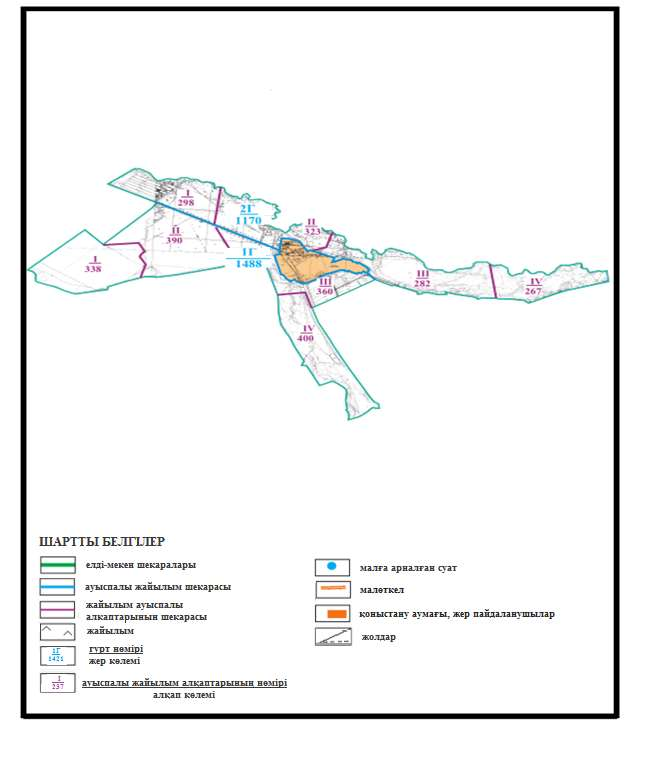 I
298
2Г
1170
II
323
II
390
I
338
1Г
1488
III
360
III
282
IV
267
IV
400
ШАРТТЫ БЕЛГІЛЕР
елді-мекен шекаралары
ауыспалы жайылым шекарасы
жайылым ауыспалы
алқаптарының шекарасы
жайылым
1Г
1421
гурт нөмірі
жер көлемі
I
237
ауыспалы жайылым алқаптарының нөмірі
алқап көлемі
малға арналған суат
малөткел
қоныстану аумағы, жер пайдаланушылар
жолдар